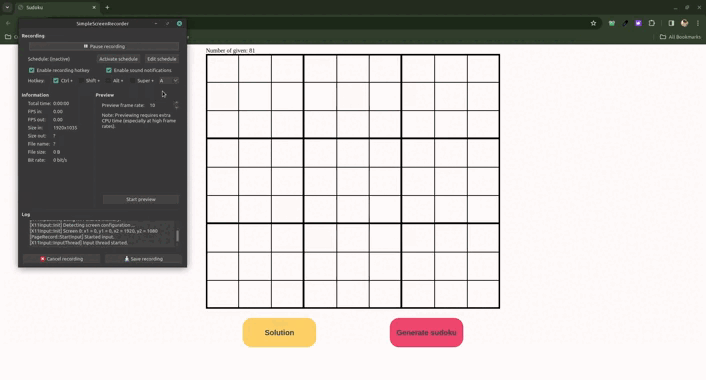 Sudoku
SimpleScreenRecorder
All Bookmarks
Recording
Pause recording
Number of given: 81
Schedule: (inactive)
Activate schedule
Edit schedule
Enable recording hotkey
Enable sound notifications
Hotkey:
Ctrl +
Shift +
Alt +
Super +
Information
Preview
Total time: 0:00:00
Preview frame rate: 10
FPS in: 0.00
FPS out: 0.00
Note: Previewing requires extra
CPU time (especially at high frame
rates).
Size in: 1920x1035
Size out: ?
File name: ?
File size: 0 B
Bit rate: 0 bit/s
Start preview
Log
[X11Input::Init] Detecting screen configuration ...
[X11Input::Init] Screen 0: x1 = 0, y1 = 0, x2 = 1920, y2 = 1080
[PageRecord::StartInput] Started input.
[X11Input::InputThread] Input thread started.
Cancel recording
Save recording
Solution
Generate sudoku